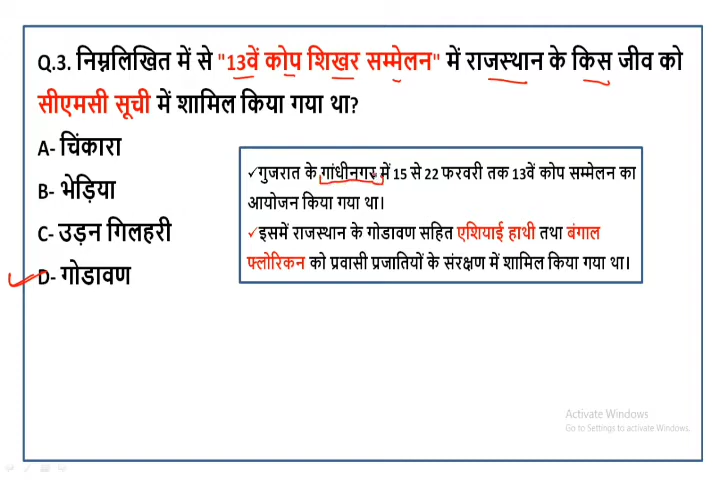 Q.3. निम्नलिखित में से "13वें कोप शिखर सम्मेलन" में राजस्थान के किस जीव को
सीएमसी सूची में शामिल किया गया था?
A- चिंकारा
B- भेड़िया
C- उड़न गिलहरी
D- गोडावण
✓गुजरात के गांधीनगर में 15 से 22 फरवरी तक 13वें कोप सम्मेलन का
आयोजन किया गया था।
✓इसमें राजस्थान के गोडावण सहित एशियाई हाथी तथा बंगाल
फ्लोरिकन को प्रवासी प्रजातियों के संरक्षण में शामिल किया गया था।
Activate Windows
Go to Settings to activate Windows.